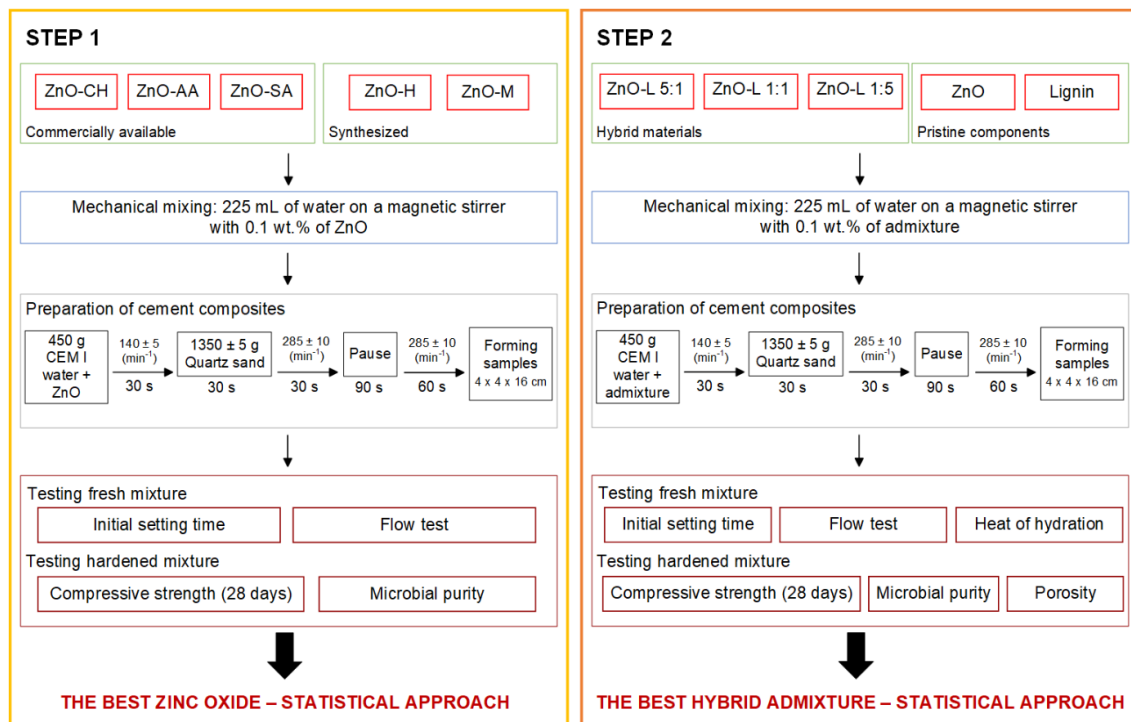 STEP 1
ZnO-CH
ZnO-AA
ZnO-SA
Commercially available
ZnO-H
ZnO-M
Synthesized
Mechanical mixing: 225 mL of water on a magnetic stirrer
with 0.1 wt.% of ZnO
Preparation of cement composites
450 g
CEM I
water +
ZnO
140 ± 5
(min⁻¹)
30 s
1350 ± 5 g
Quartz sand
30 s
285 ± 10
(min⁻¹)
30 s
Pause
90 s
285 ± 10
(min⁻¹)
60 s
Forming
samples
4 x 4 x 16 cm
Testing fresh mixture
Initial setting time
Flow test
Testing hardened mixture
Compressive strength (28 days)
Microbial purity
THE BEST ZINC OXIDE – STATISTICAL APPROACH
STEP 2
ZnO-L 5:1
ZnO-L 1:1
ZnO-L 1:5
Hybrid materials
ZnO
Lignin
Pristine components
Mechanical mixing: 225 mL of water on a magnetic stirrer
with 0.1 wt.% of admixture
Preparation of cement composites
450 g
CEM I
water +
admixture
140 ± 5
(min⁻¹)
30 s
1350 ± 5 g
Quartz sand
30 s
285 ± 10
(min⁻¹)
30 s
Pause
90 s
285 ± 10
(min⁻¹)
60 s
Forming
samples
4 x 4 x 16 cm
Testing fresh mixture
Initial setting time
Flow test
Heat of hydration
Testing hardened mixture
Compressive strength (28 days)
Microbial purity
Porosity
THE BEST HYBRID ADMIXTURE – STATISTICAL APPROACH